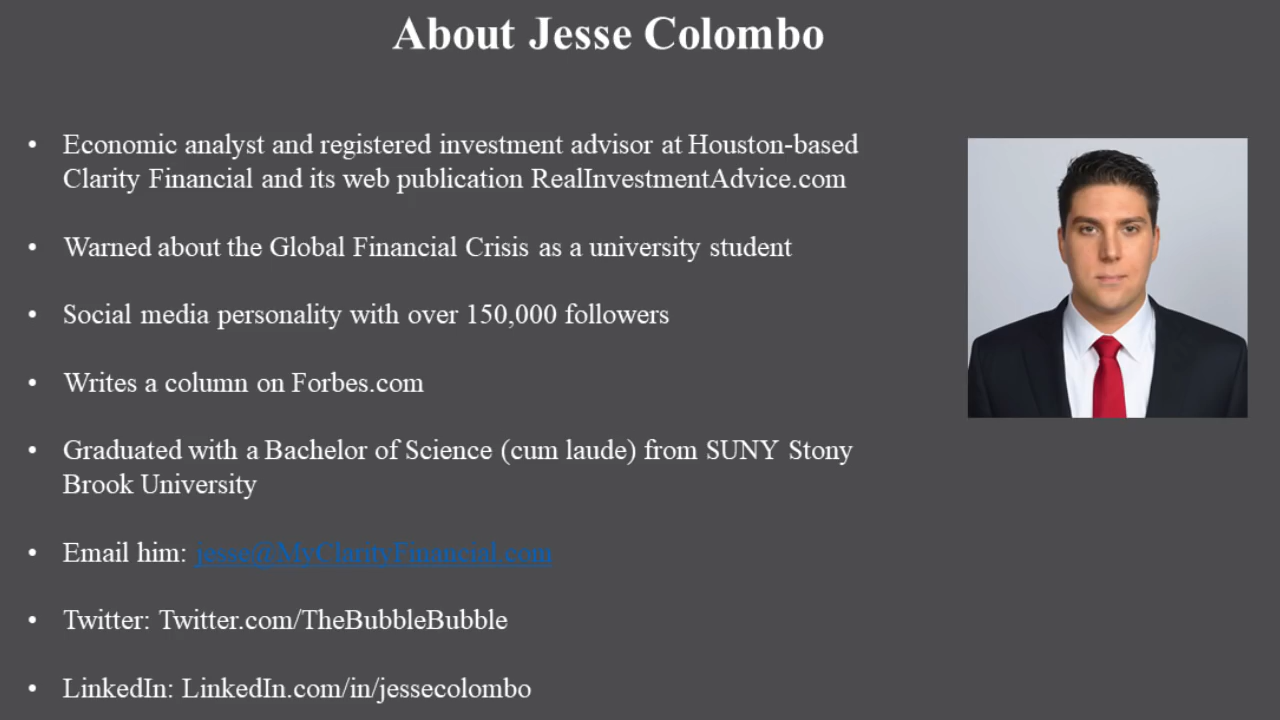 About Jesse Colombo
• Economic analyst and registered investment advisor at Houston-based
Clarity Financial and its web publication RealInvestmentAdvice.com
• Warned about the Global Financial Crisis as a university student
• Social media personality with over 150,000 followers
• Writes a column on Forbes.com
• Graduated with a Bachelor of Science (cum laude) from SUNY Stony
Brook University
• Email him: jesse@MyClarityFinancial.com
• Twitter: Twitter.com/TheBubbleBubble
• LinkedIn: LinkedIn.com/in/jessecolombo